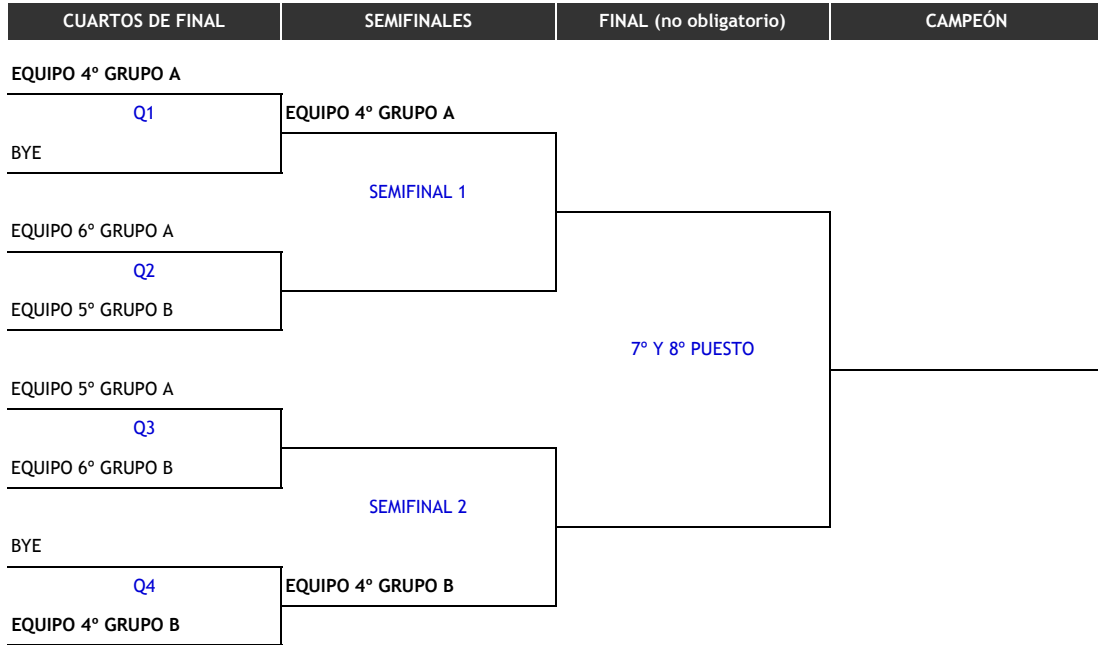 CUARTOS DE FINAL SEMIFINALES FINAL (no obligatorio) CAMPEÓN
EQUIPO 4º GRUPO A
Q1 EQUIPO 4º GRUPO A
BYE
SEMIFINAL 1
EQUIPO 6º GRUPO A
Q2
EQUIPO 5º GRUPO B
7º Y 8º PUESTO
EQUIPO 5º GRUPO A
Q3
EQUIPO 6º GRUPO B
SEMIFINAL 2
BYE
Q4 EQUIPO 4º GRUPO B
EQUIPO 4º GRUPO B